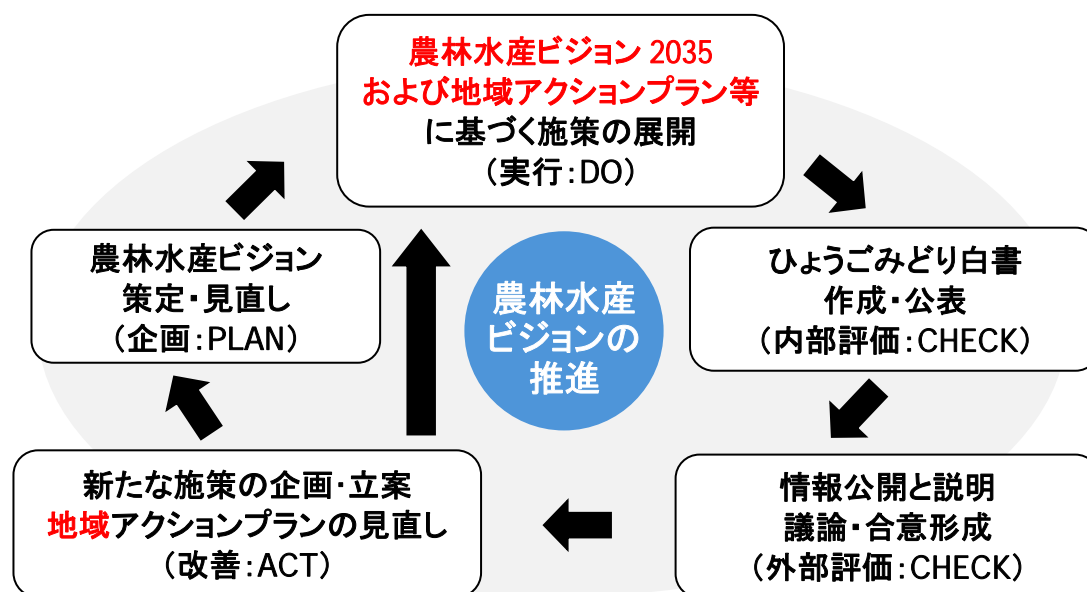 農林水産ビジョン 2035
および地域アクションプラン等
に基づく施策の展開
(実行:DO)
農林水産ビジョン
策定・見直し
(企画:PLAN)
農林水産
ビジョンの
推進
ひょうごみどり白書
作成・公表
(内部評価:CHECK)
新たな施策の企画・立案
地域アクションプランの見直し
(改善:ACT)
情報公開と説明
議論・合意形成
(外部評価:CHECK)